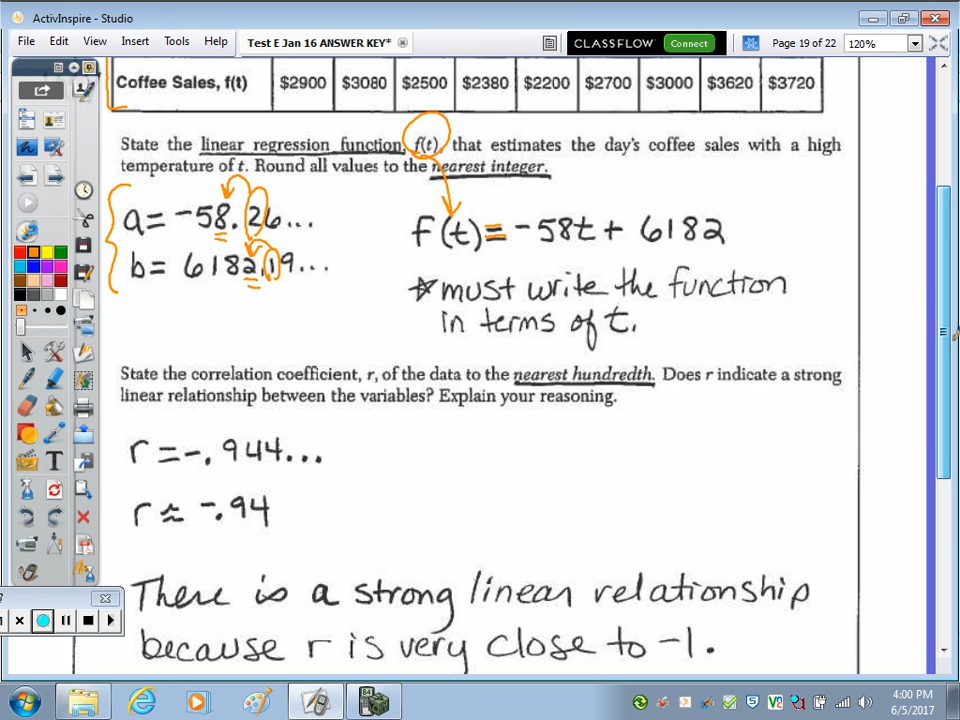 ActivInspire - Studio
File Edit View Insert Tools Help Test E Jan 16 ANSWER KEY* CLASSFLOW Connect Page 19 of 22 120%
Coffee Sales, f(t) $2900 $3080 $2500 $2380 $2200 $2700 $3000 $3620 $3720
State the linear regression function, f(t), that estimates the day's coffee sales with a high
temperature of t. Round all values to the nearest integer.
a= -58.26...
b= 6182.19...
f(t) = -58t + 6182
*must write the function
in terms of t.
State the correlation coefficient, r, of the data to the nearest hundredth. Does r indicate a strong
linear relationship between the variables? Explain your reasoning.
r = -.944...
r ≈ -.94
There is a strong linear relationship
because r is very close to -1.
4:00 PM
6/5/2017